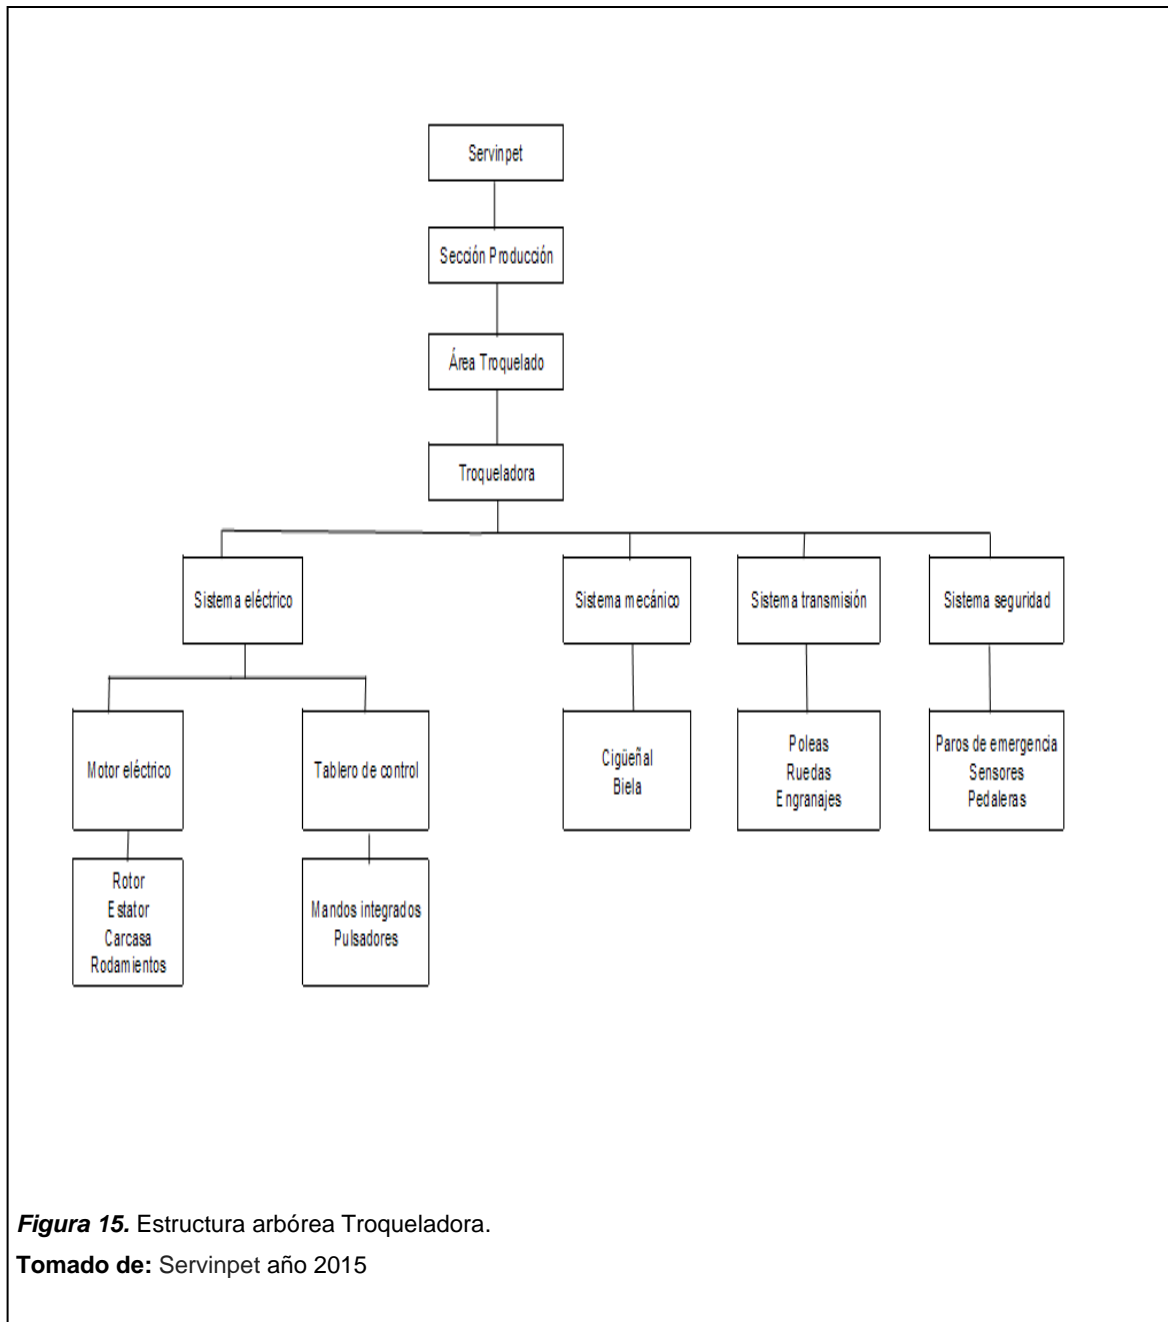 Servinpet
Sección Producción
Área Troquelado
Troqueladora
Sistema eléctrico
Sistema mecánico
Sistema transmisión
Sistema seguridad
Motor eléctrico
Tablero de control
Cigüeñal
Biela
Poleas
Ruedas
Engranajes
Paros de emergencia
Sensores
Pedaleras
Rotor
Estator
Carcasa
Rodamientos
Mandos integrados
Pulsadores
Figura 15. Estructura arbórea Troqueladora.
Tomado de: Servinpet año 2015